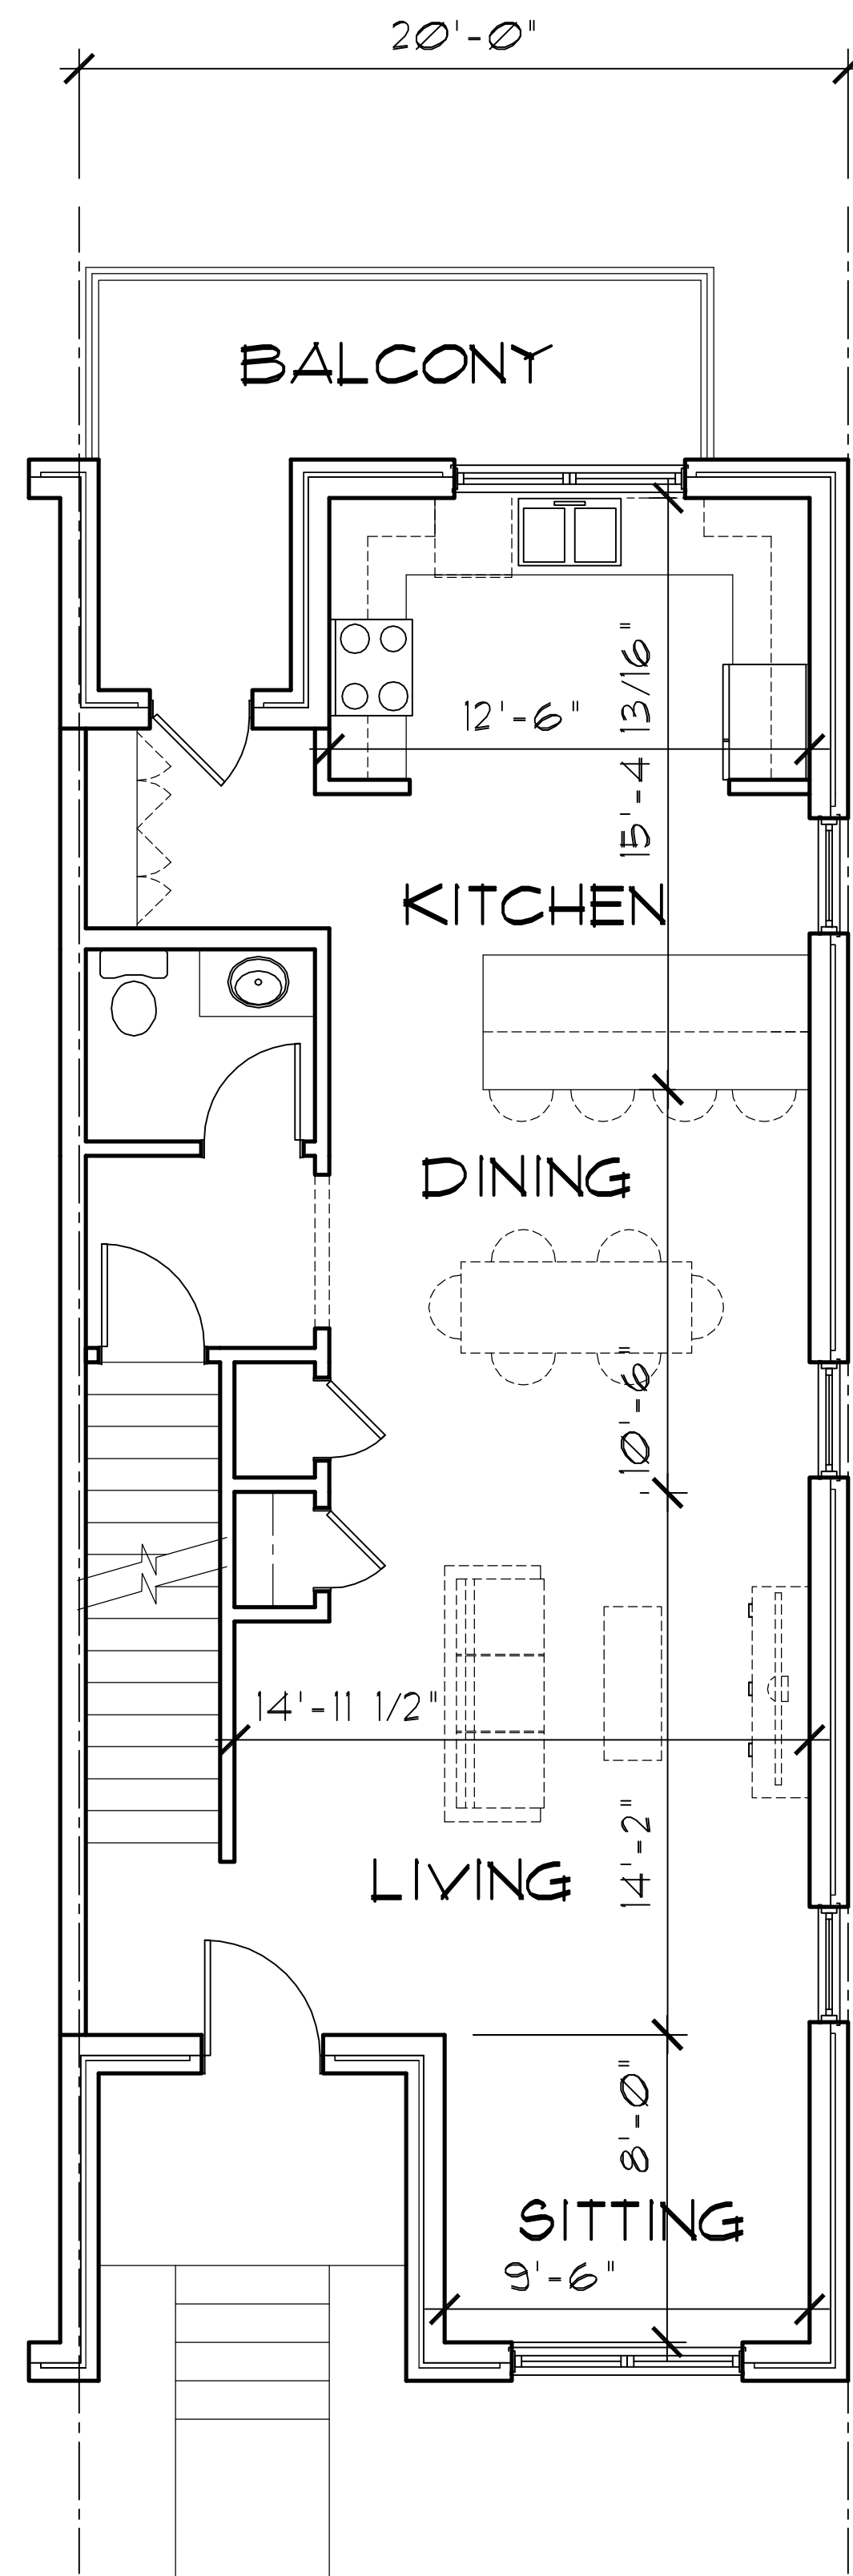 20'-0"
BALCONY
15'-4 13/16"
12'-6"
KITCHEN
DINING
10'-6"
14'-11 1/2"
14'-2"
LIVING
8'-0"
SITTING
9'-6"